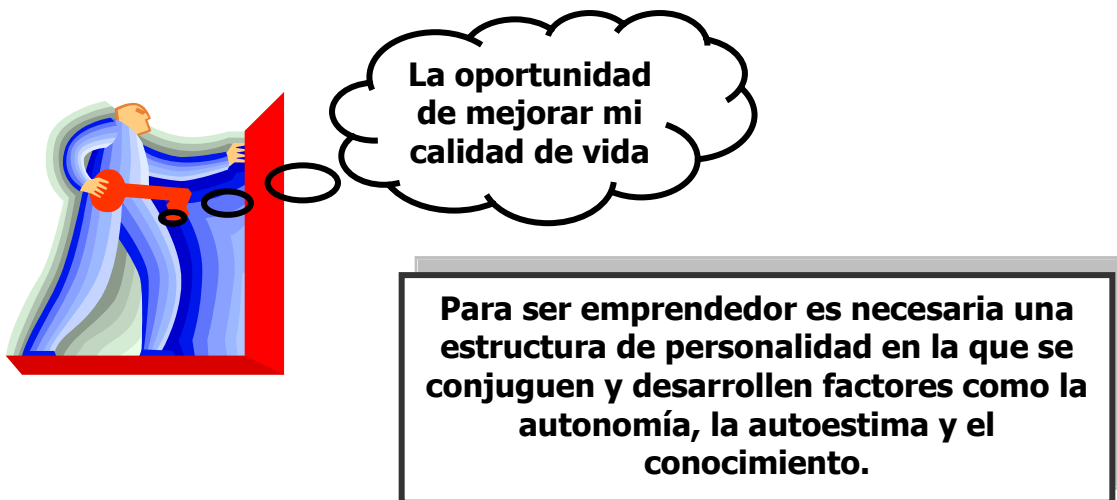 La oportunidad
de mejorar mi
calidad de vida
Para ser emprendedor es necesaria una
estructura de personalidad en la que se
conjuguen y desarrollen factores como la
autonomía, la autoestima y el
conocimiento.